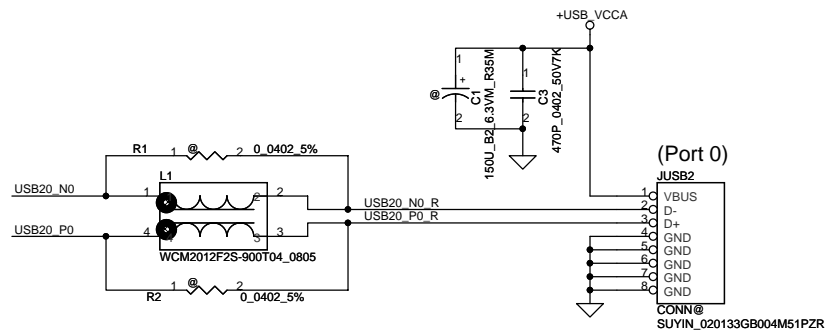 +USB_VCCA
1
+
@
2
C1
150U_B2_6.3VM_R35M
1
2
C3
470P_0402_50V7K
(Port 0)
JUSB2
R1
1
@
2
0_0402_5%
L1
USB20_N0
1
2
2
USB20_N0_R
USB20_P0_R
USB20_P0
4
3
3
WCM2012F2S-900T04_0805
R2
1
@
2
0_0402_5%
1 VBUS
2 D-
3 D+
4 GND
5 GND
6 GND
7 GND
8 GND
CONN@
SUYIN_020133GB004M51PZR